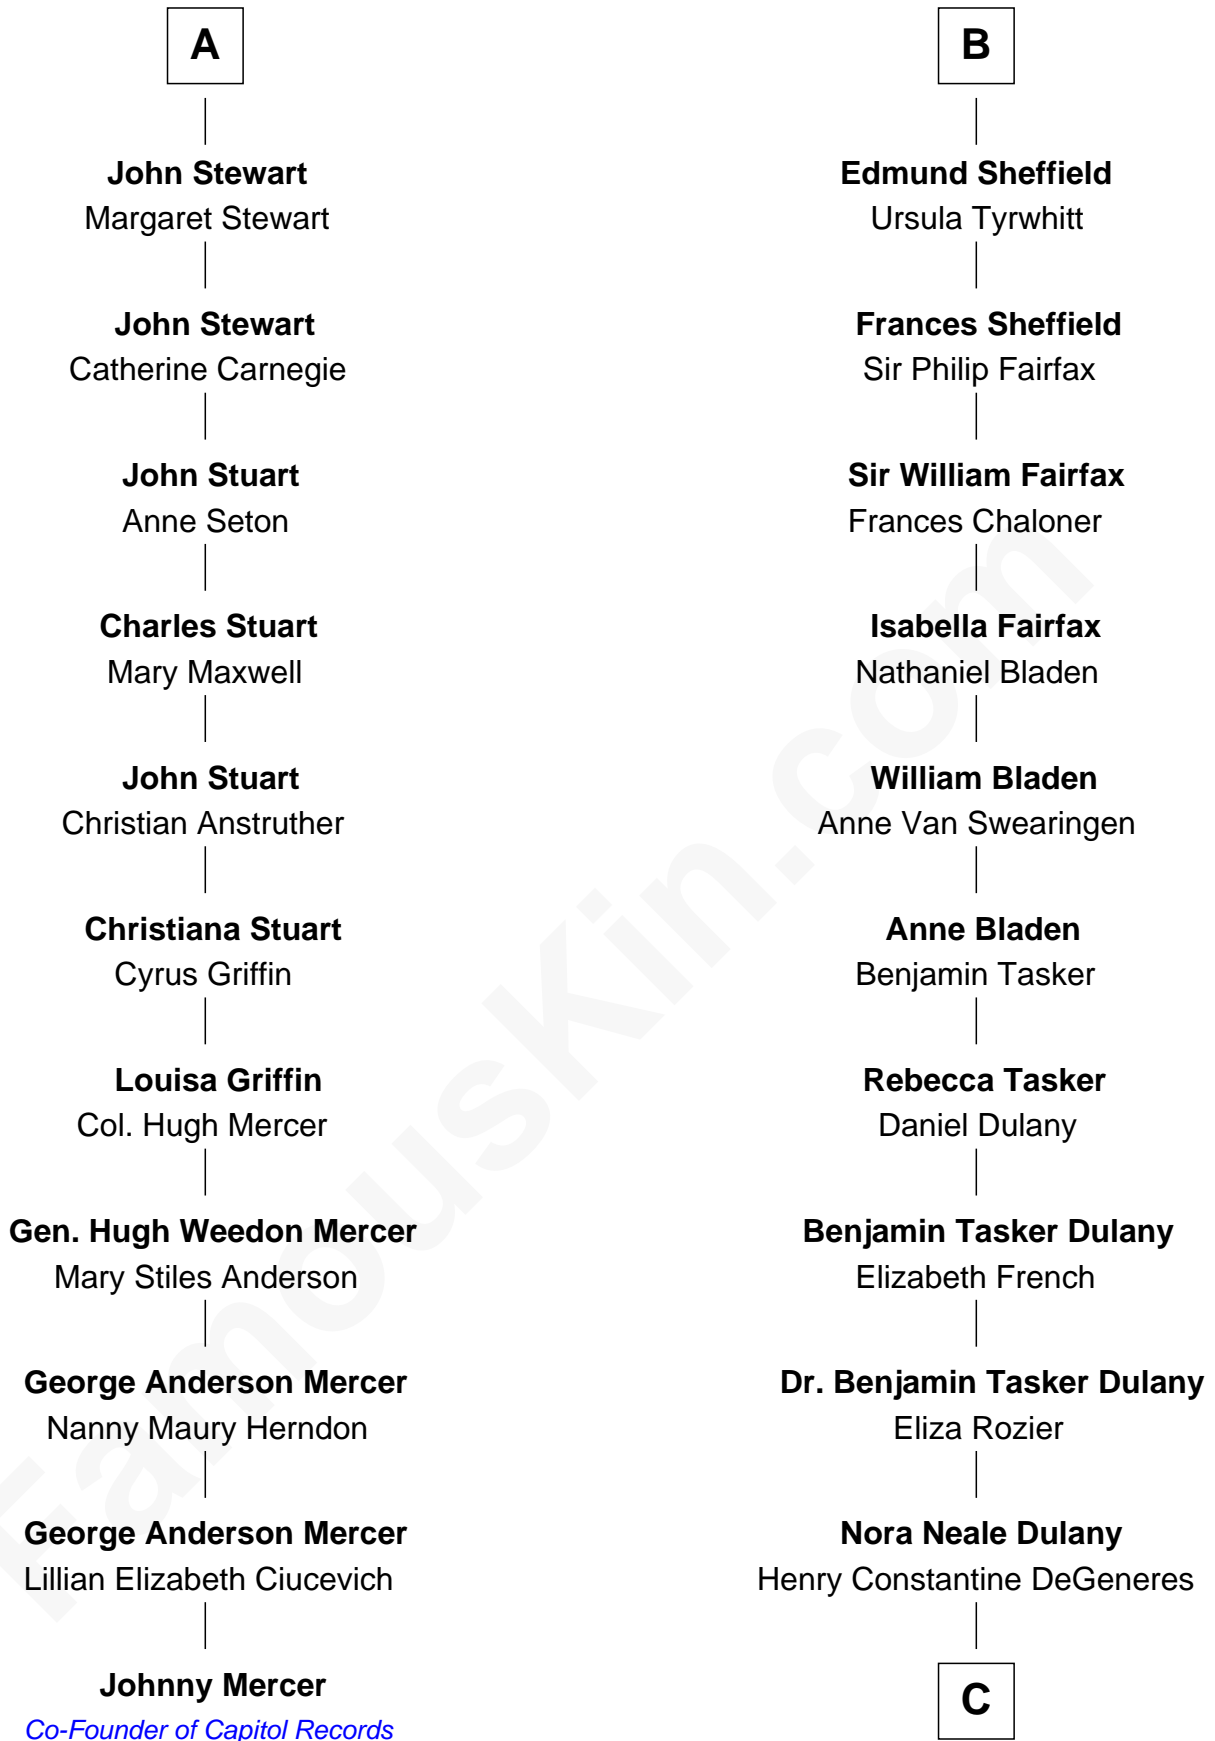 A
John Stewart
Margaret Stewart
John Stewart
Catherine Carnegie
John Stuart
Anne Seton
Charles Stuart
Mary Maxwell
John Stuart
Christian Anstruther
Christiana Stuart
Cyrus Griffin
Louisa Griffin
Col. Hugh Mercer
Gen. Hugh Weedon Mercer
Mary Stiles Anderson
George Anderson Mercer
Nanny Maury Herndon
George Anderson Mercer
Lillian Elizabeth Ciucevich
Johnny Mercer
Co-Founder of Capitol Records
B
Edmund Sheffield
Ursula Tyrwhitt
Frances Sheffield
Sir Philip Fairfax
Sir William Fairfax
Frances Chaloner
Isabella Fairfax
Nathaniel Bladen
William Bladen
Anne Van Swearingen
Anne Bladen
Benjamin Tasker
Rebecca Tasker
Daniel Dulany
Benjamin Tasker Dulany
Elizabeth French
Dr. Benjamin Tasker Dulany
Eliza Rozier
Nora Neale Dulany
Henry Constantine DeGeneres
C
FamousKin.com